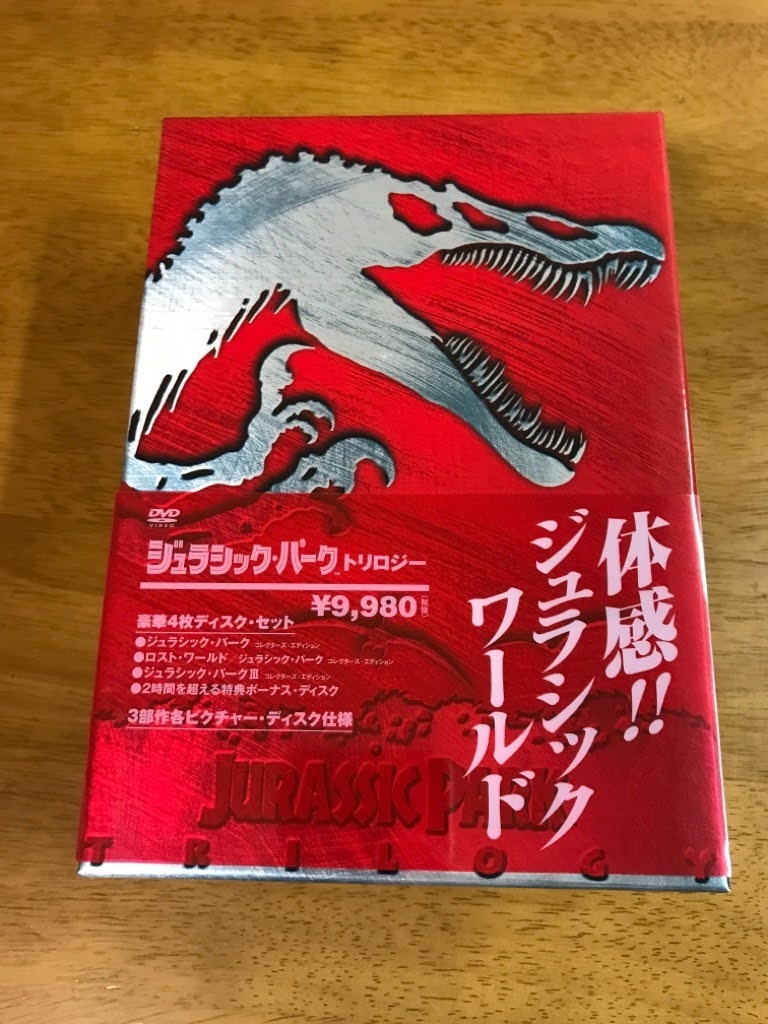 DVD
VIDEO
ジュラシック・パーク™トリロジー
¥9,980(税抜)
豪華4枚ディスク・セット
●ジュラシック・パーク コレクターズ・エディション
●ロスト・ワールド/ジュラシック・パーク コレクターズ・エディション
●ジュラシック・パークⅢ コレクターズ・エディション
●2時間を超える特典ボーナス・ディスク
3部作各ピクチャー・ディスク仕様
体感!!
ジュラシック
ワールド
JURASSIC PARK
TRILOGY